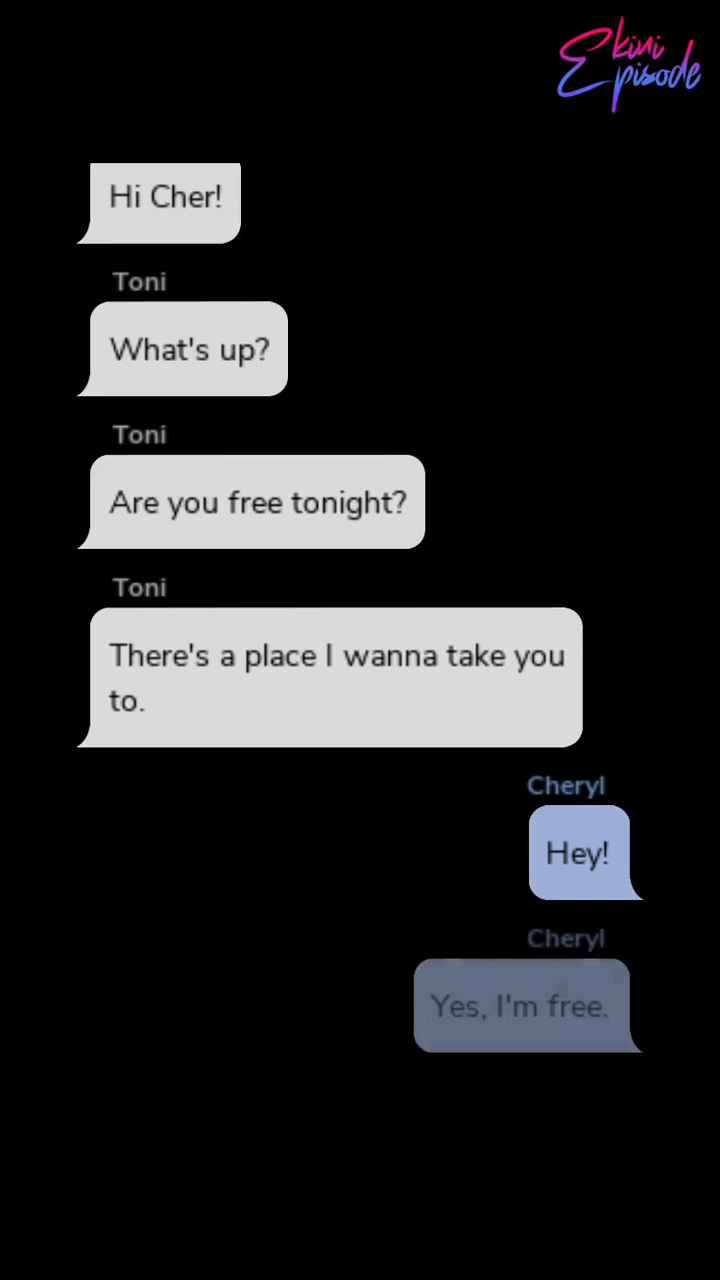 Ekini
Episode
Hi Cher!
Toni
What's up?
Toni
Are you free tonight?
Toni
There's a place I wanna take you
to.
Cheryl
Hey!
Cheryl
Yes, I'm free.